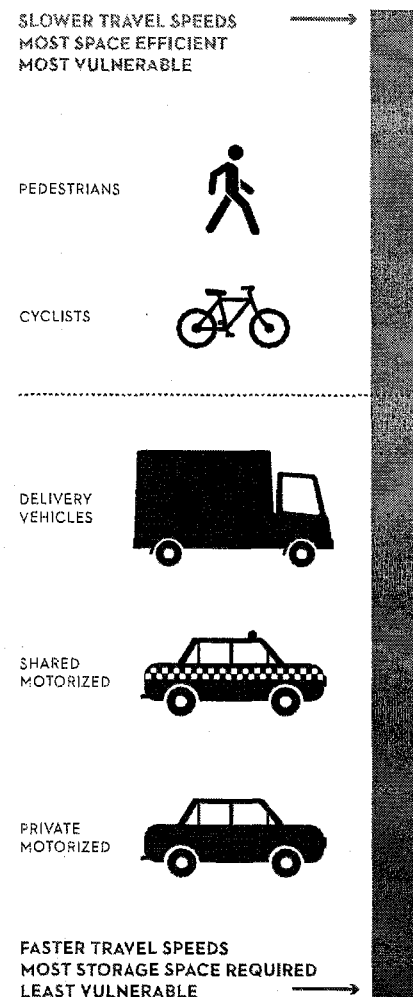 SLOWER TRAVEL SPEEDS
MOST SPACE EFFICIENT
MOST VULNERABLE
PEDESTRIANS
CYCLISTS
DELIVERY
VEHICLES
SHARED
MOTORIZED
PRIVATE
MOTORIZED
FASTER TRAVEL SPEEDS
MOST STORAGE SPACE REQUIRED
LEAST VULNERABLE